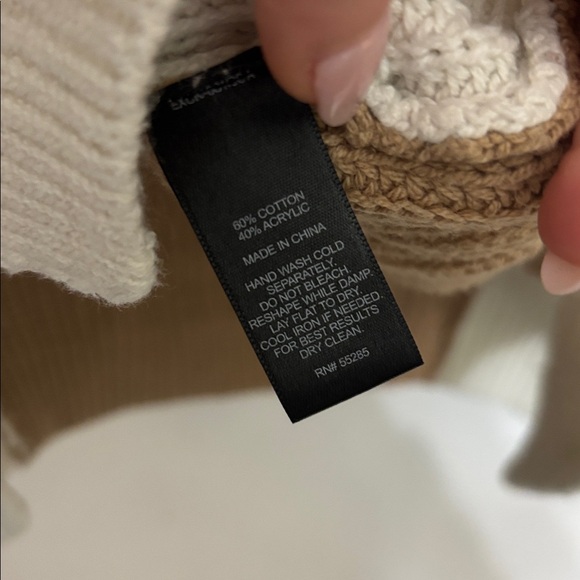 60% COTTON
40% ACRYLIC
MADE IN CHINA
HAND WASH COLD
SEPARATELY.
DO NOT BLEACH.
RESHAPE WHILE DAMP.
LAY FLAT TO DRY.
COOL IRON IF NEEDED.
FOR BEST RESULTS
DRY CLEAN.
RN# 55285